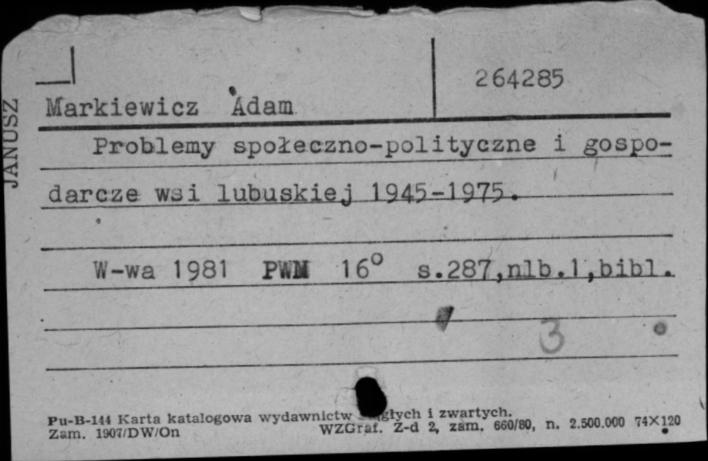 264285
JANUSZ
Markiewicz Adam
Problemy społeczno-polityczne i gospo-
darcze wsi lubuskiej 1945-1975.
W-wa 1981 PWM 16° s.287,nlb.1,bibl.
3
Pu-B-144 Karta katalogowa wydawnictw i zwartych.
Zam. 1907/DW/On WZGraf. Z-d 2, zam. 660/80, n. 2.500.000 74×120